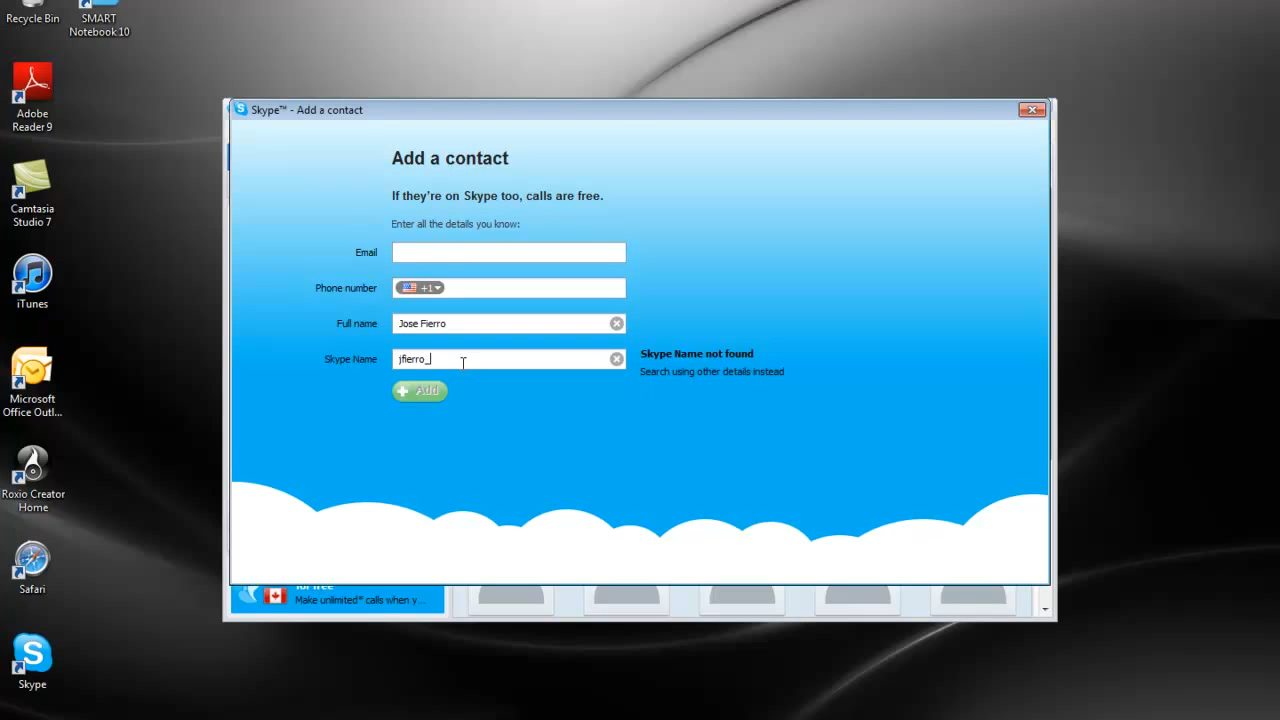 Recycle Bin
SMART
Notebook 10
Adobe
Reader 9
Camtasia
Studio 7
iTunes
Microsoft
Office Outl...
Roxio Creator
Home
Safari
Skype
Skype™ - Add a contact
Add a contact
If they're on Skype too, calls are free.
Enter all the details you know:
Email
Phone number
+1
Full name
Jose Fierro
Skype Name
jfierro_
Skype Name not found
Search using other details instead
Add
for free
Make unlimited* calls when y...